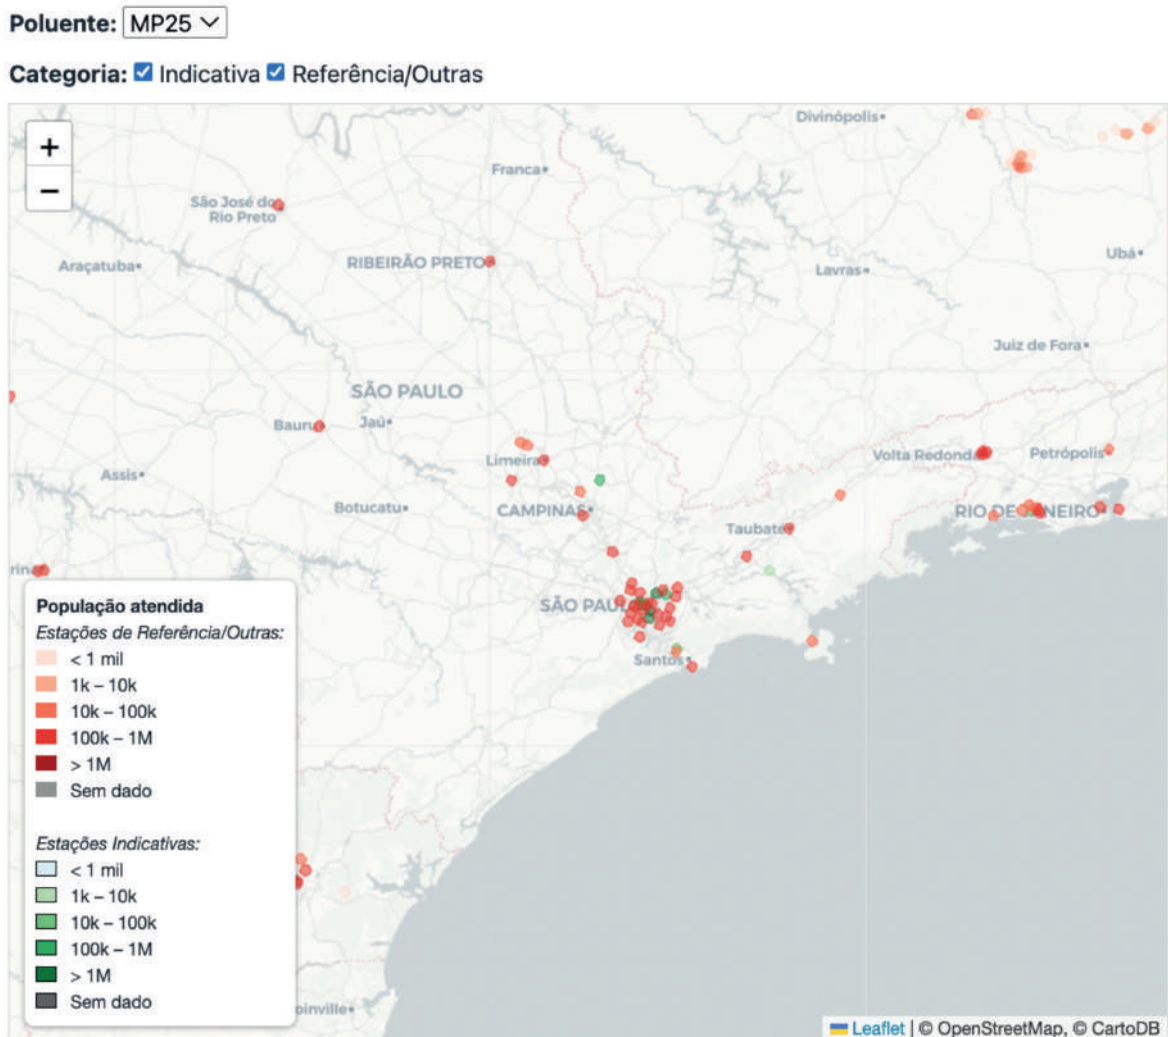 Poluente: MP25
Categoria: Indicativa Referência/Outras
+
−
Divinópolis
Franca
São José do
Rio Preto
RIBEIRÃO PRETO
Araçatuba
Ubá
Lavras
Juiz de Fora
SÃO PAULO
Bauru
Jaú
Limeira
Volta Redonda
Petrópolis
Assis
Botucatu
CAMPINAS
RIO DE JANEIRO
Taubaté
SÃO PAUL
Santos
População atendida
Estações de Referência/Outras:
< 1 mil
1k – 10k
10k – 100k
100k – 1M
> 1M
Sem dado
Estações Indicativas:
< 1 mil
1k – 10k
10k – 100k
100k – 1M
> 1M
Sem dado
oinville
Leaflet | © OpenStreetMap, © CartoDB